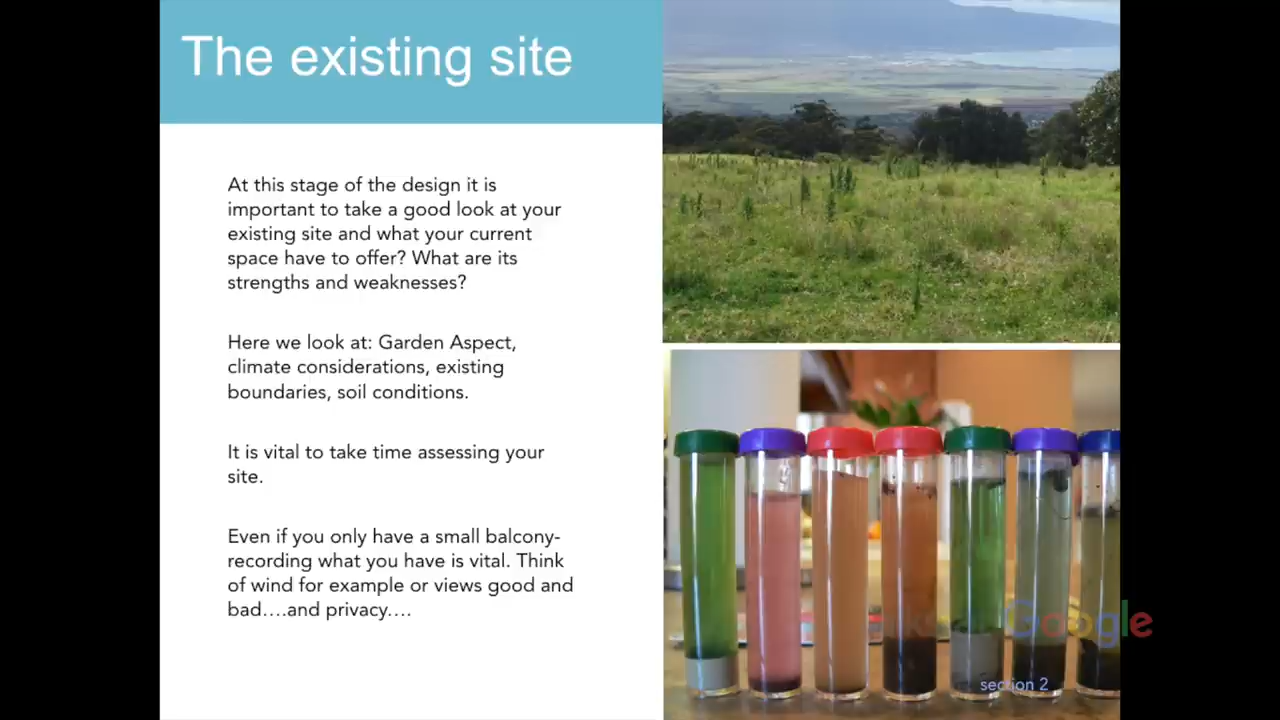 The existing site
At this stage of the design it is
important to take a good look at your
existing site and what your current
space have to offer? What are its
strengths and weaknesses?
Here we look at: Garden Aspect,
climate considerations, existing
boundaries, soil conditions.
It is vital to take time assessing your
site.
Even if you only have a small balcony-
recording what you have is vital. Think
of wind for example or views good and
bad….and privacy….
Google
section 2